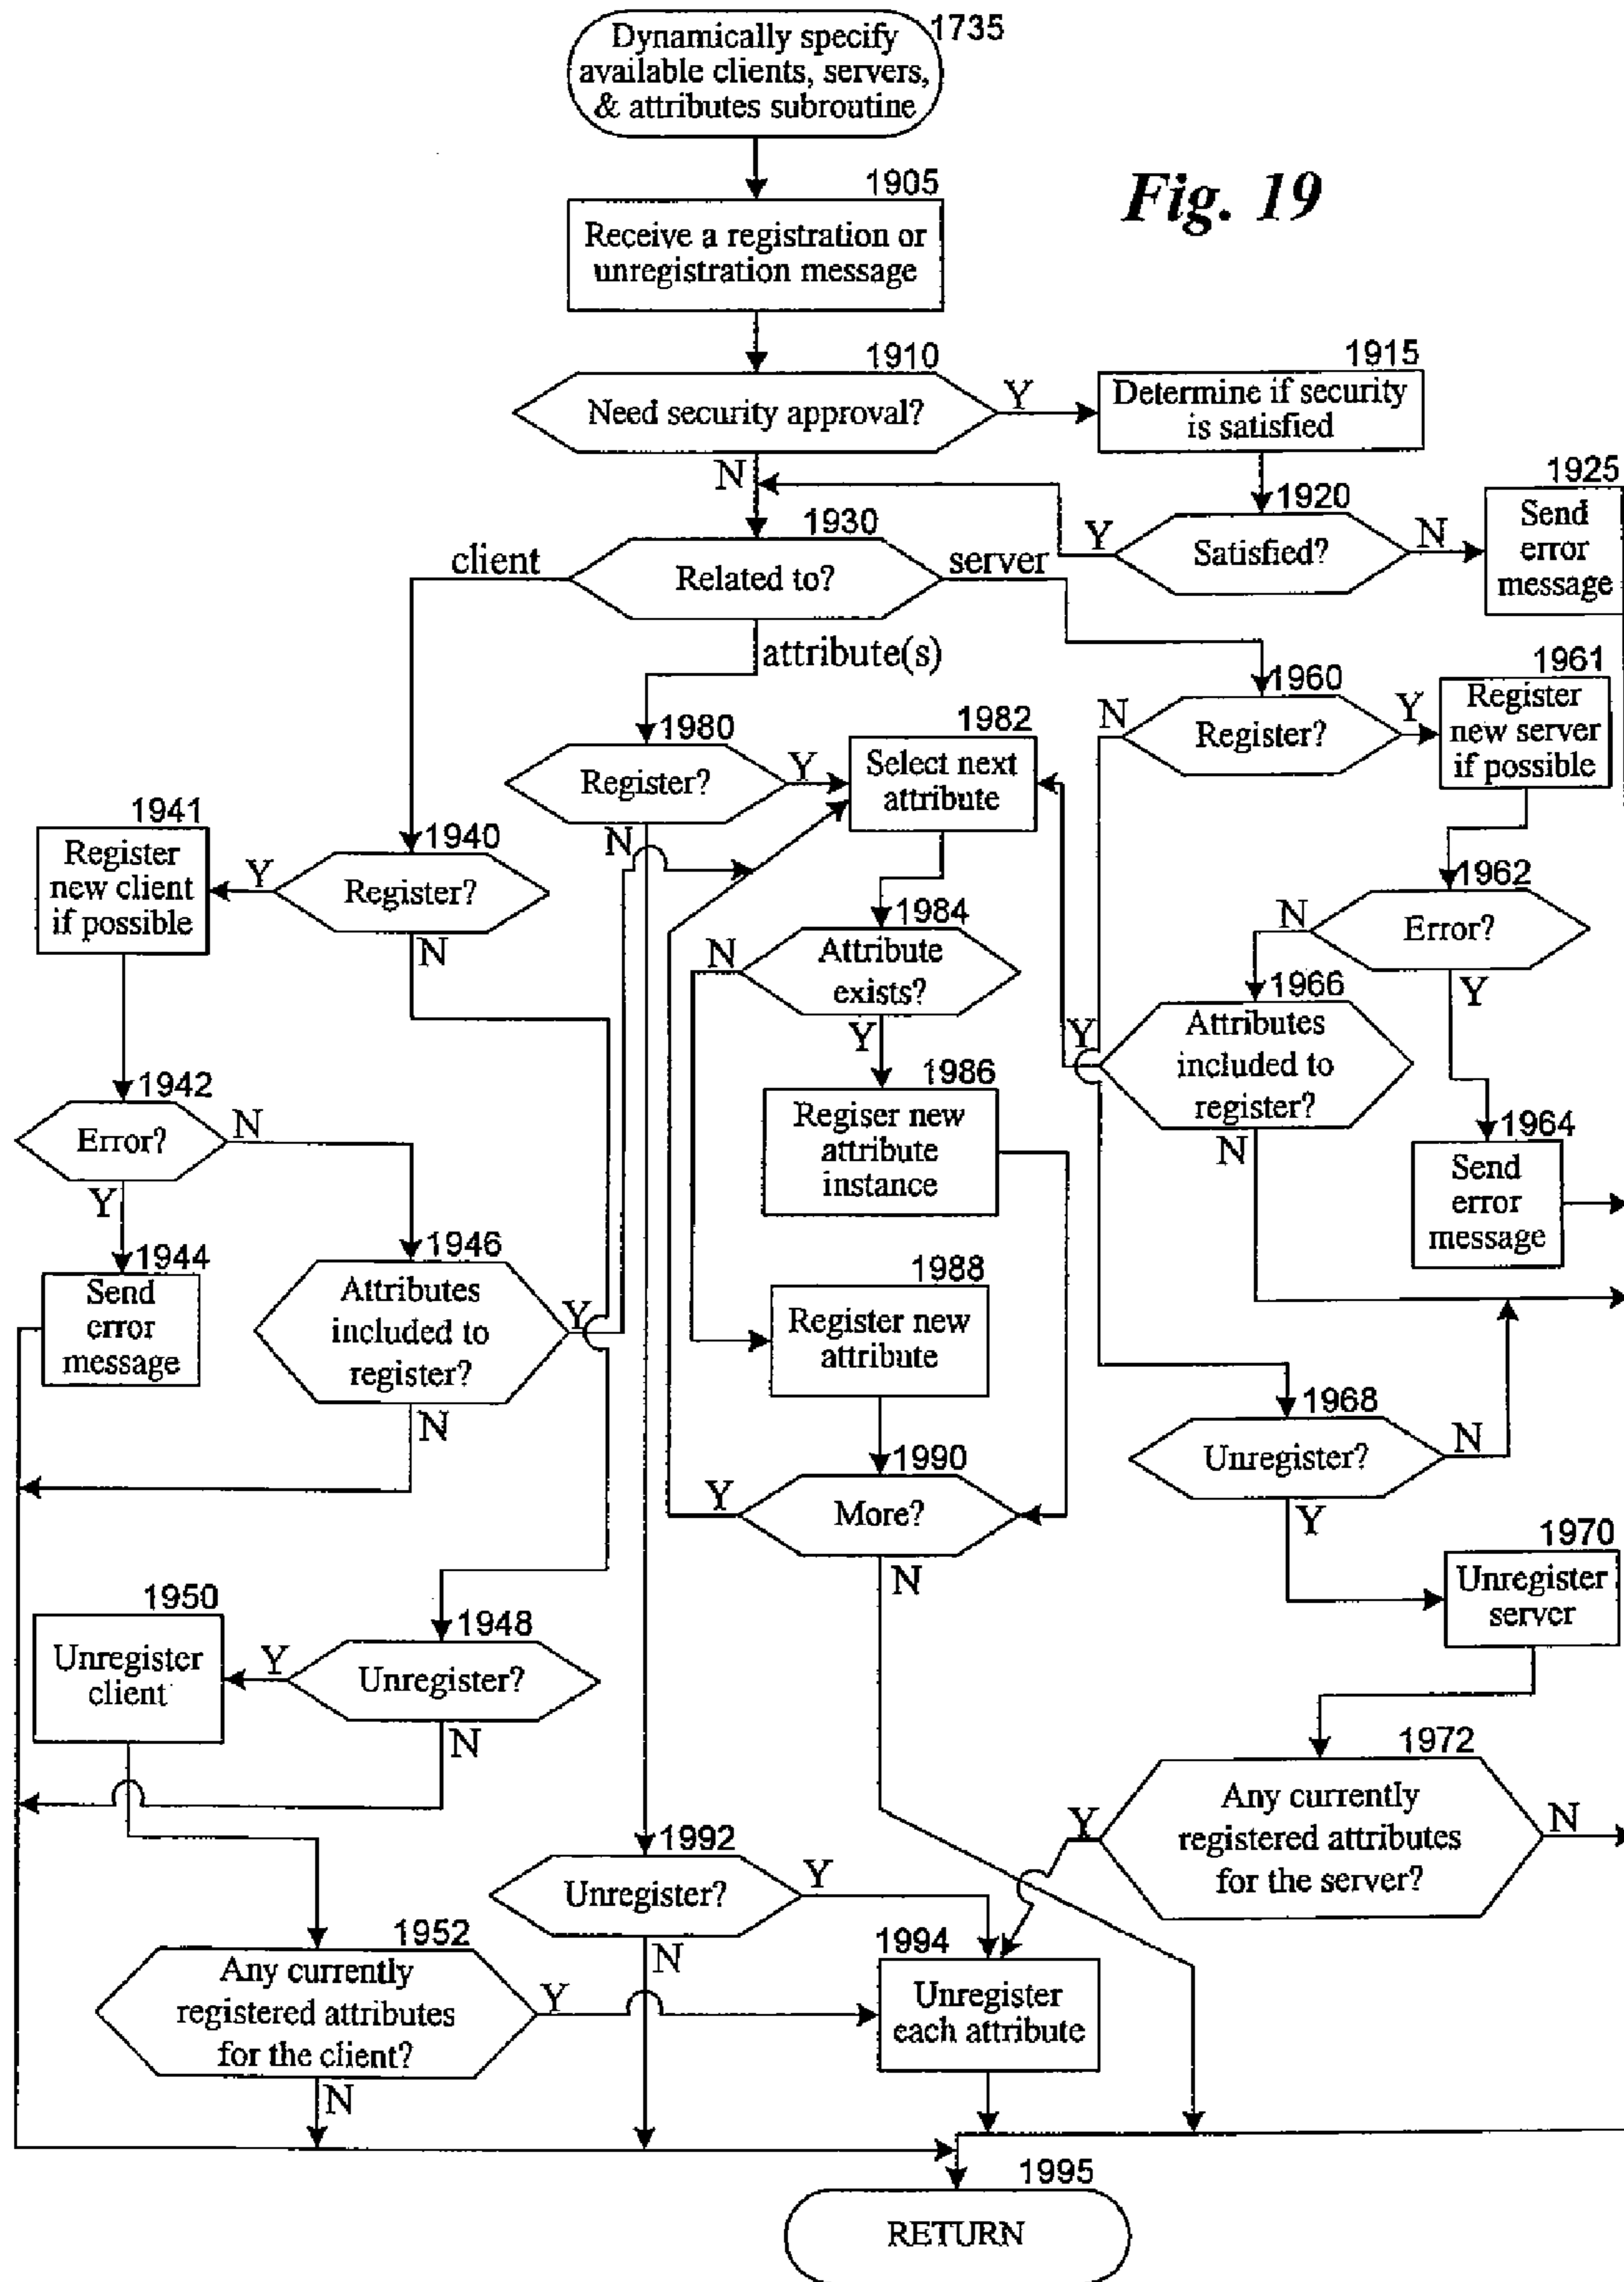 1735
Dynamically specify
available clients, servers,
& attributes subroutine
Fig. 19
1905
Receive a registration or
unregistration message
1910
Need security approval?
Y
N
1915
Determine if security
is satisfied
1920
Satisfied?
Y
N
1925
Send
error
message
1930
Related to?
client
server
attribute(s)
1980
Register?
Y
N
1982
Select next
attribute
1960
Register?
N
Y
1961
Register
new server
if possible
1941
Register
new client
if possible
1940
Register?
Y
N
1984
Attribute
exists?
N
Y
1962
Error?
N
Y
1966
Attributes
included to
register?
Y
N
1986
Regiser new
attribute
instance
1964
Send
error
message
1942
Error?
N
Y
1944
Send
error
message
1946
Attributes
included to
register?
Y
N
1988
Register new
attribute
1968
Unregister?
N
Y
1990
More?
Y
N
1970
Unregister
server
1950
Unregister
client
1948
Unregister?
Y
N
1972
Any currently
registered attributes
for the server?
Y
N
1992
Unregister?
Y
N
1952
Any currently
registered attributes
for the client?
Y
N
1994
Unregister
each attribute
1995
RETURN